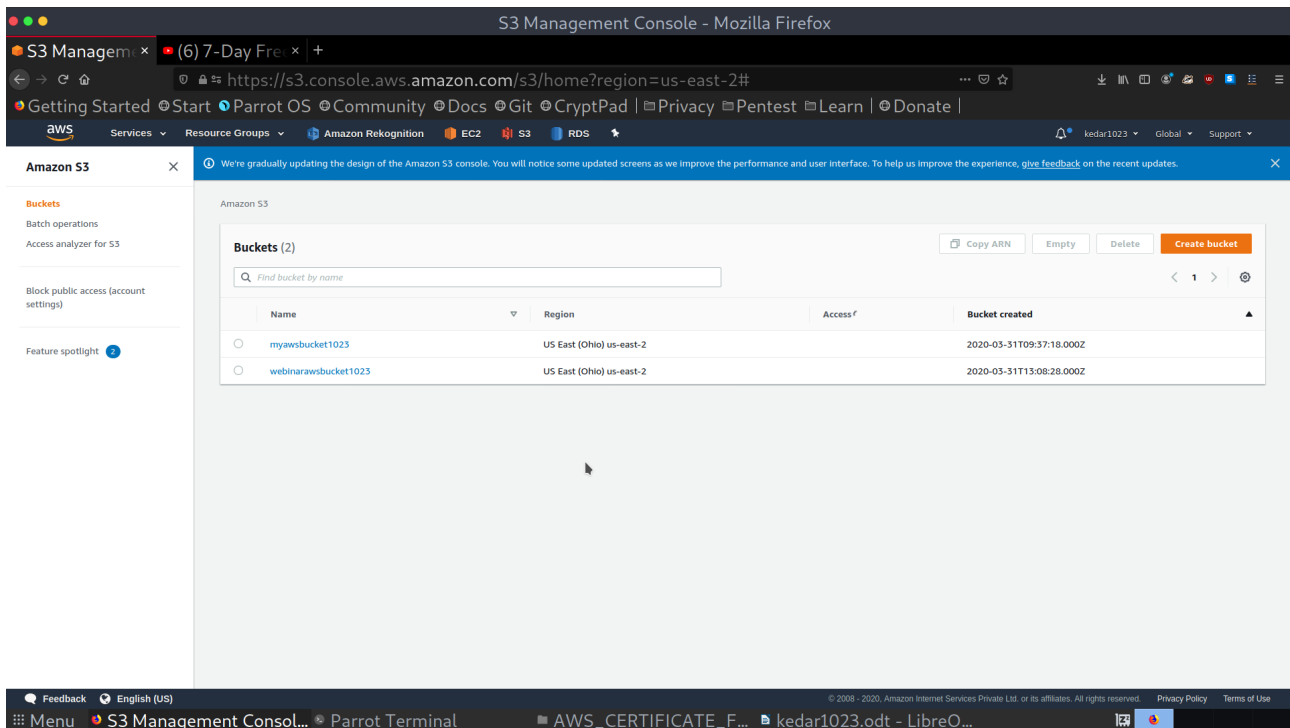 S3 Management Console - Mozilla Firefox
S3 Manageme × (6) 7-Day Free × +
https://s3.console.aws.amazon.com/s3/home?region=us-east-2#
Getting Started Start Parrot OS Community Docs Git CryptPad Privacy Pentest Learn Donate
aws Services Resource Groups Amazon Rekognition EC2 S3 RDS kedar1023 Global Support
Amazon S3
We're gradually updating the design of the Amazon S3 console. You will notice some updated screens as we improve the performance and user interface. To help us improve the experience, give feedback on the recent updates.
Buckets
Batch operations
Access analyzer for S3
Block public access (account
settings)
Feature spotlight 2
Amazon S3
Buckets (2) Copy ARN Empty Delete Create bucket
Find bucket by name 1
Name Region Access Bucket created
myawsbucket1023 US East (Ohio) us-east-2 2020-03-31T09:37:18.000Z
webinarawsbucket1023 US East (Ohio) us-east-2 2020-03-31T13:08:28.000Z
Feedback English (US) © 2008 - 2020, Amazon Internet Services Private Ltd. or its affiliates. All rights reserved. Privacy Policy Terms of Use
Menu S3 Management Consol... Parrot Terminal AWS_CERTIFICATE_F... kedar1023.odt - LibreO...